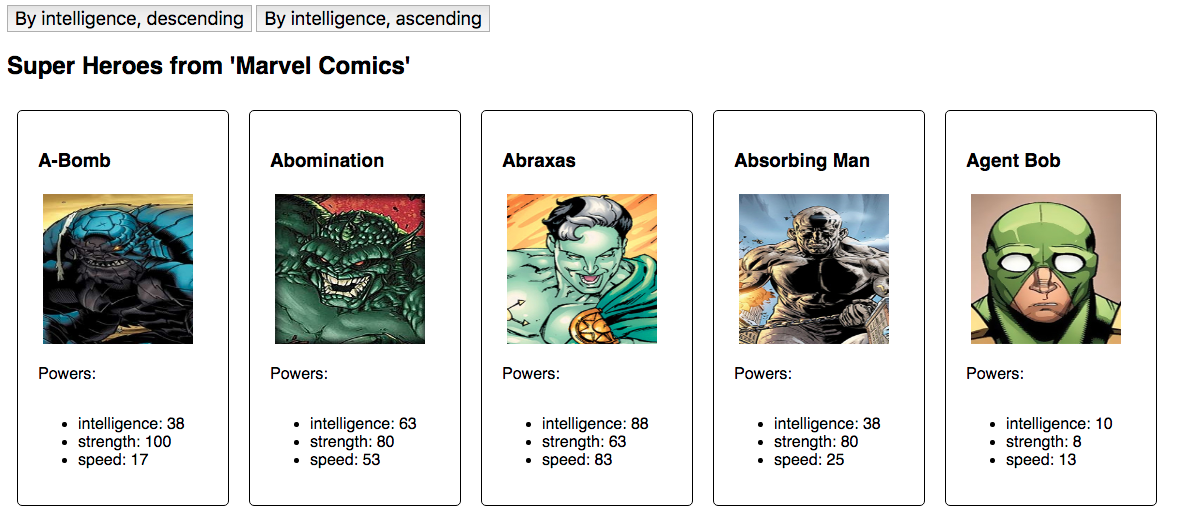 By intelligence, descending By intelligence, ascending
Super Heroes from 'Marvel Comics'
A-Bomb
Powers:
intelligence: 38
strength: 100
speed: 17
Abomination
Powers:
intelligence: 63
strength: 80
speed: 53
Abraxas
Powers:
intelligence: 88
strength: 63
speed: 83
Absorbing Man
Powers:
intelligence: 38
strength: 80
speed: 25
Agent Bob
Powers:
intelligence: 10
strength: 8
speed: 13